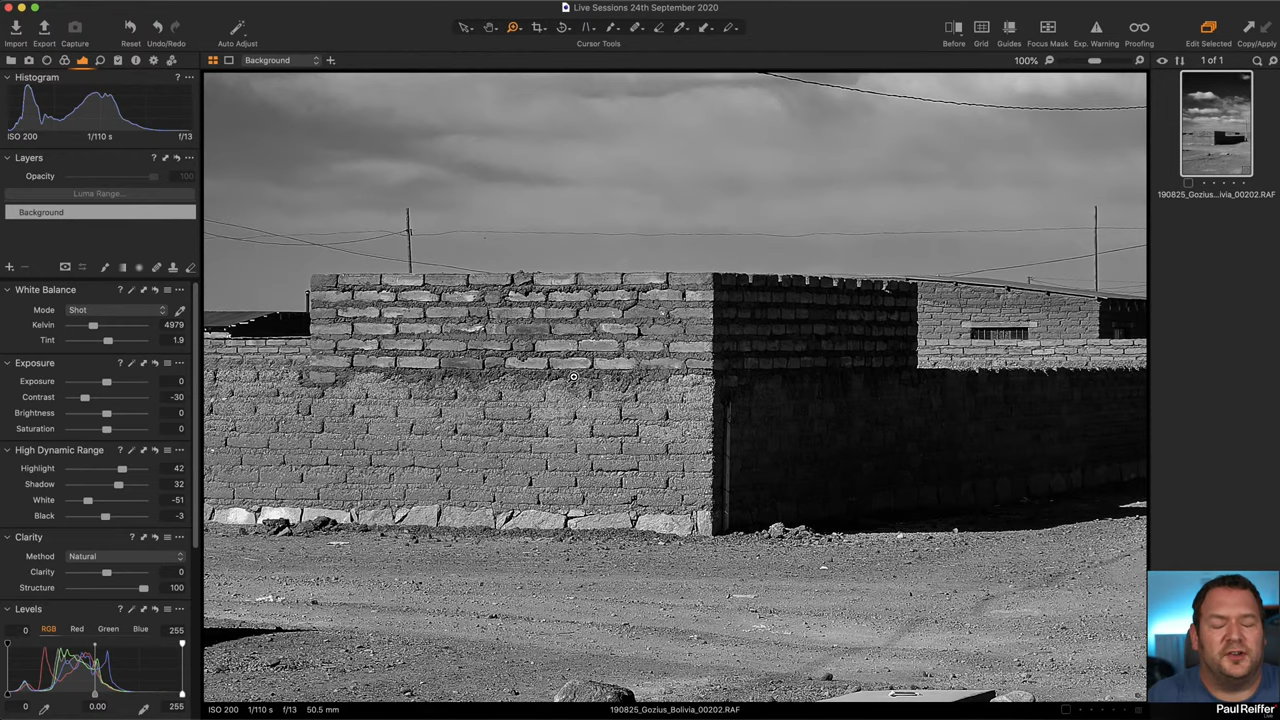 Live Sessions 24th September 2020
Import Export Capture Reset Undo/Redo Auto Adjust Cursor Tools Before Grid Guides Focus Mask Exp. Warning Proofing Edit Selected Copy/Apply
Background 100% 1 of 1
Histogram ?
ISO 200 1/110 s f/13
Layers ?
Opacity 100
Luma Range...
Background
White Balance ?
Mode Shot
Kelvin 4979
Tint 1.9
Exposure ?
Exposure 0
Contrast -30
Brightness 0
Saturation 0
High Dynamic Range ?
Highlight 42
Shadow 32
White -51
Black -3
Clarity ?
Method Natural
Clarity 0
Structure 100
Levels ?
0 RGB Red Green Blue 255
0 0.00 255
ISO 200 1/110 s f/13 50.5 mm 190825_Gozius_Bolivia_00202.RAF
190825_Gozius...ivia_00202.RAF
Paul Reiffer
Live